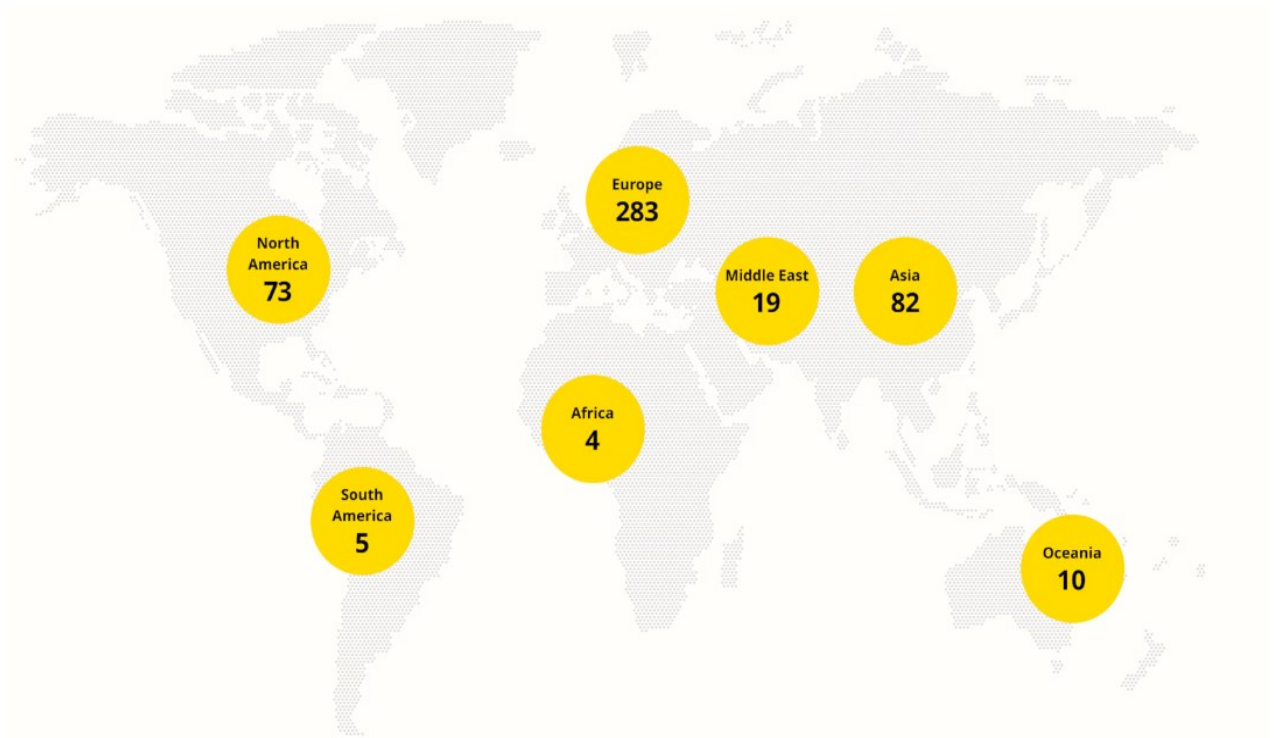 Europe
283
North
America
73
Middle East
19
Asia
82
Africa
4
South
America
5
Oceania
10